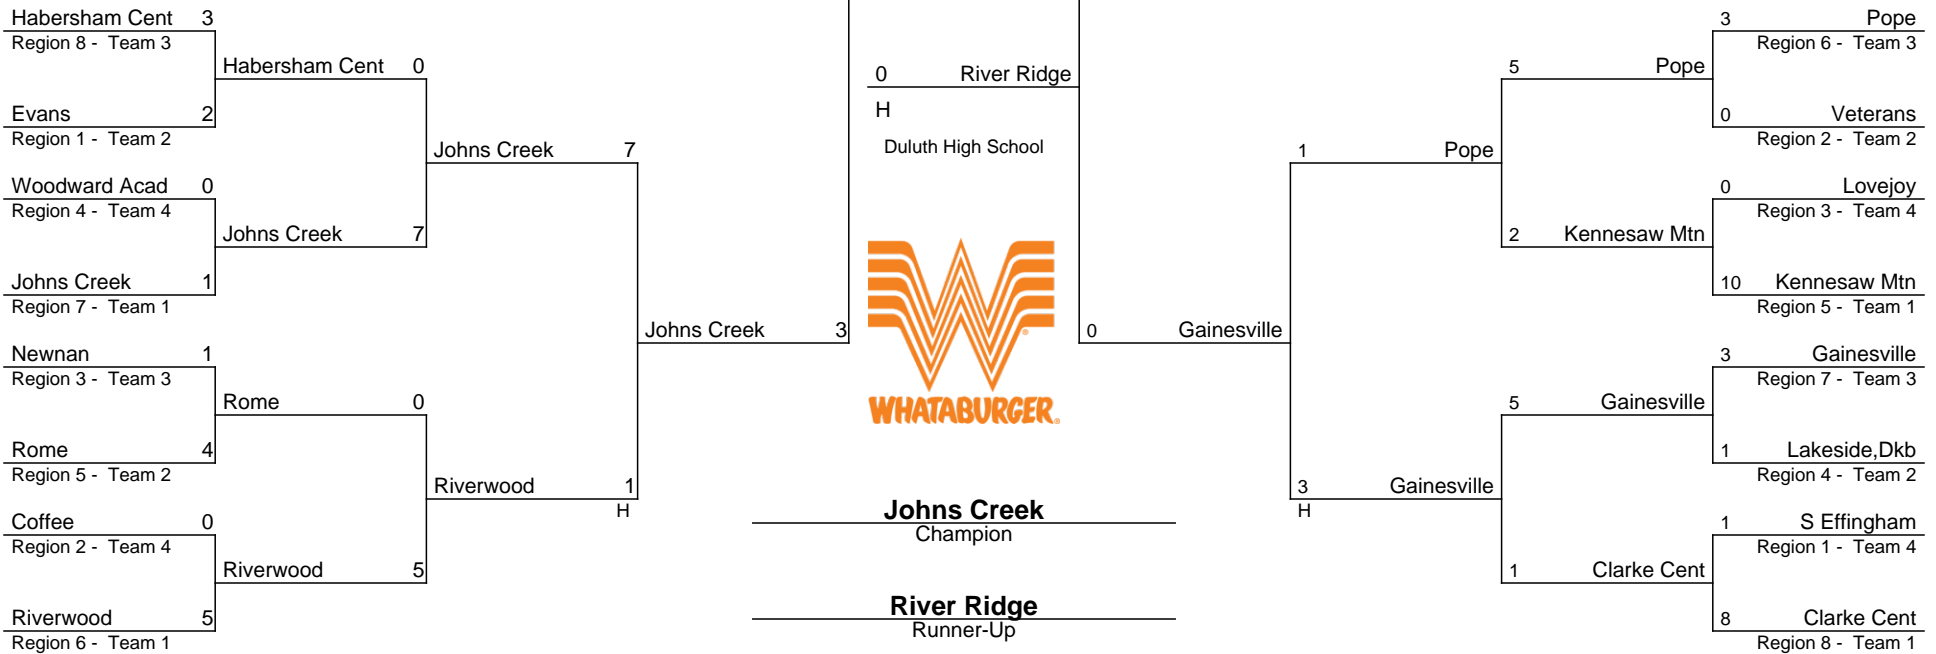 Habersham Cent 3
Region 8 - Team 3
Habersham Cent 0
Evans 2
Region 1 - Team 2
Johns Creek 7
Woodward Acad 0
Region 4 - Team 4
Johns Creek 7
Johns Creek 1
Region 7 - Team 1
Johns Creek 3
Newnan 1
Region 3 - Team 3
Rome 0
Rome 4
Region 5 - Team 2
Riverwood 1
H
Coffee 0
Region 2 - Team 4
Riverwood 5
Riverwood 5
Region 6 - Team 1
0 River Ridge
H
Duluth High School
WHATABURGER
Johns Creek
Champion
River Ridge
Runner-Up
3 Pope
Region 6 - Team 3
5 Pope
0 Veterans
Region 2 - Team 2
1 Pope
0 Lovejoy
Region 3 - Team 4
2 Kennesaw Mtn
10 Kennesaw Mtn
Region 5 - Team 1
0 Gainesville
3 Gainesville
Region 7 - Team 3
5 Gainesville
1 Lakeside,Dkb
Region 4 - Team 2
3 Gainesville
H
1 S Effingham
Region 1 - Team 4
1 Clarke Cent
8 Clarke Cent
Region 8 - Team 1